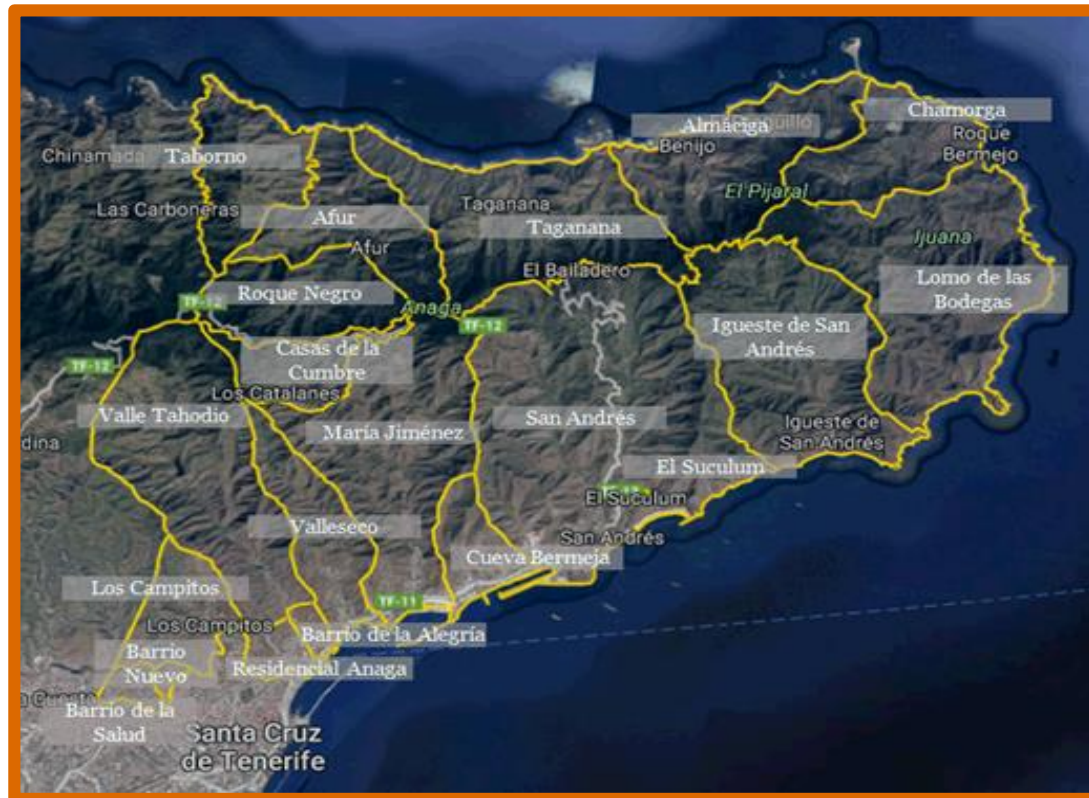 Chamorga
Almáciga
Benijo
Roque
Bermejo
Chinamada
Taborno
El Pijaral
Las Carboneras
Taganana
Afur
Taganana
Ijuana
Afur
El Bailadero
Lomo de las
Bodegas
Roque Negro
TF-12
Anaga
TF-12
Igueste de San
Andrés
Casas de la
Cumbre
TF-12
Los Catalanes
Valle Tahodio
San Andrés
María Jiménez
Igueste de
San Andrés
dina
El Suculum
El Suculum
Valleseco
San Andrés
Cueva Bermeja
Los Campitos
TF-11
Los Campitos
Barrio de la Alegría
Barrio
Nuevo
Residencial Anaga
Barrio de la
Salud
Santa Cruz
de Tenerife